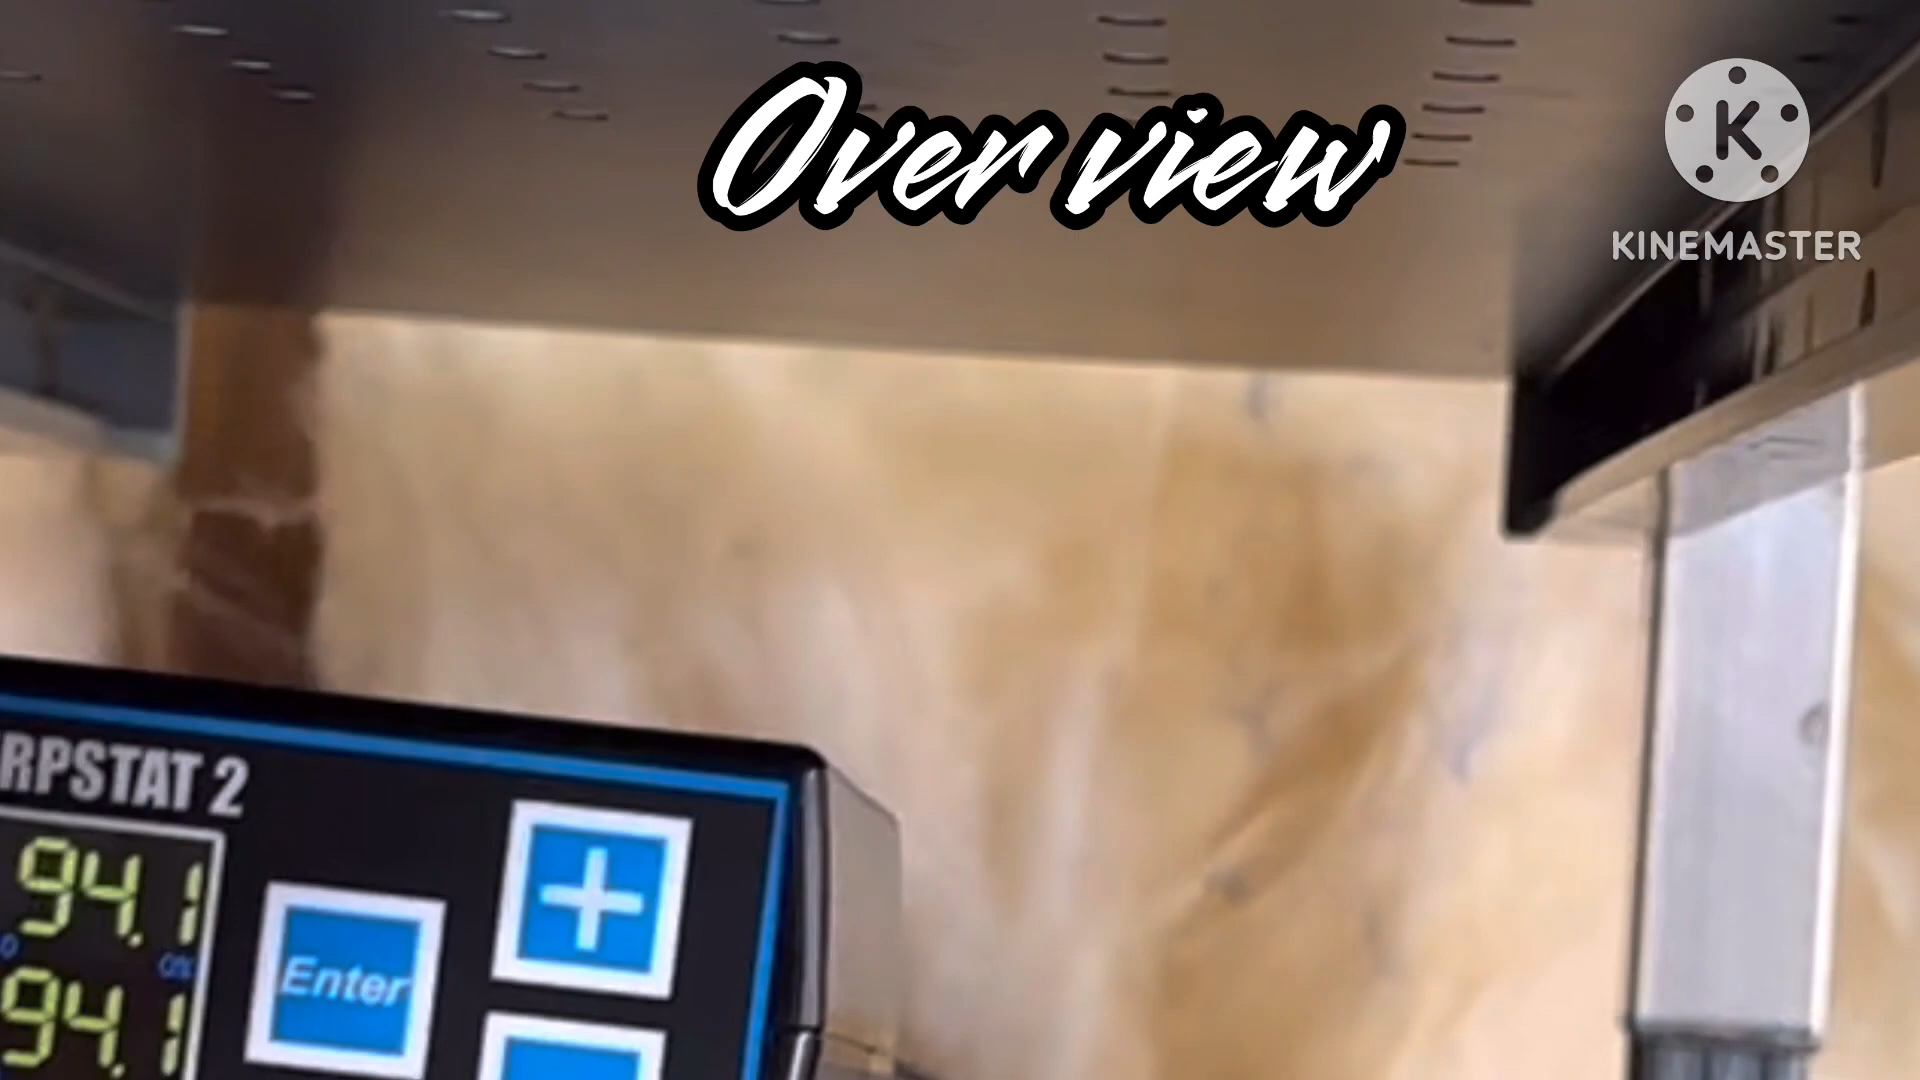 Over view
K
KINEMASTER
RPSTAT 2
94.1
94.1
Enter